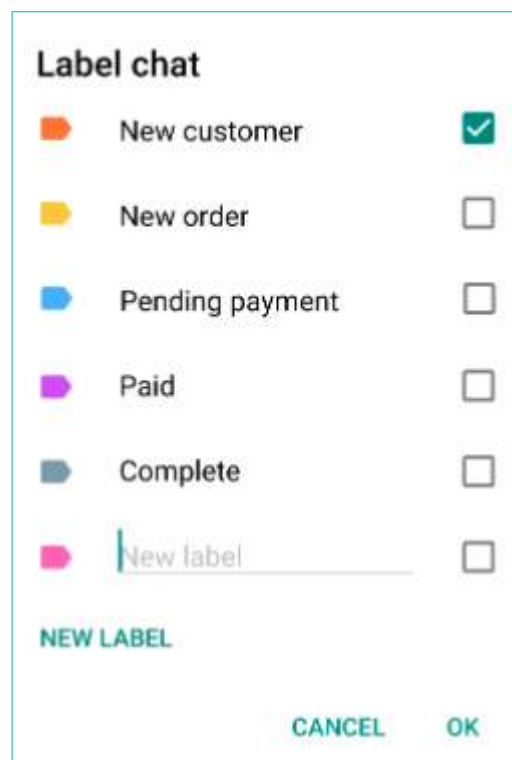 Label chat
New customer
New order
Pending payment
Paid
Complete
New label
NEW LABEL
CANCEL OK